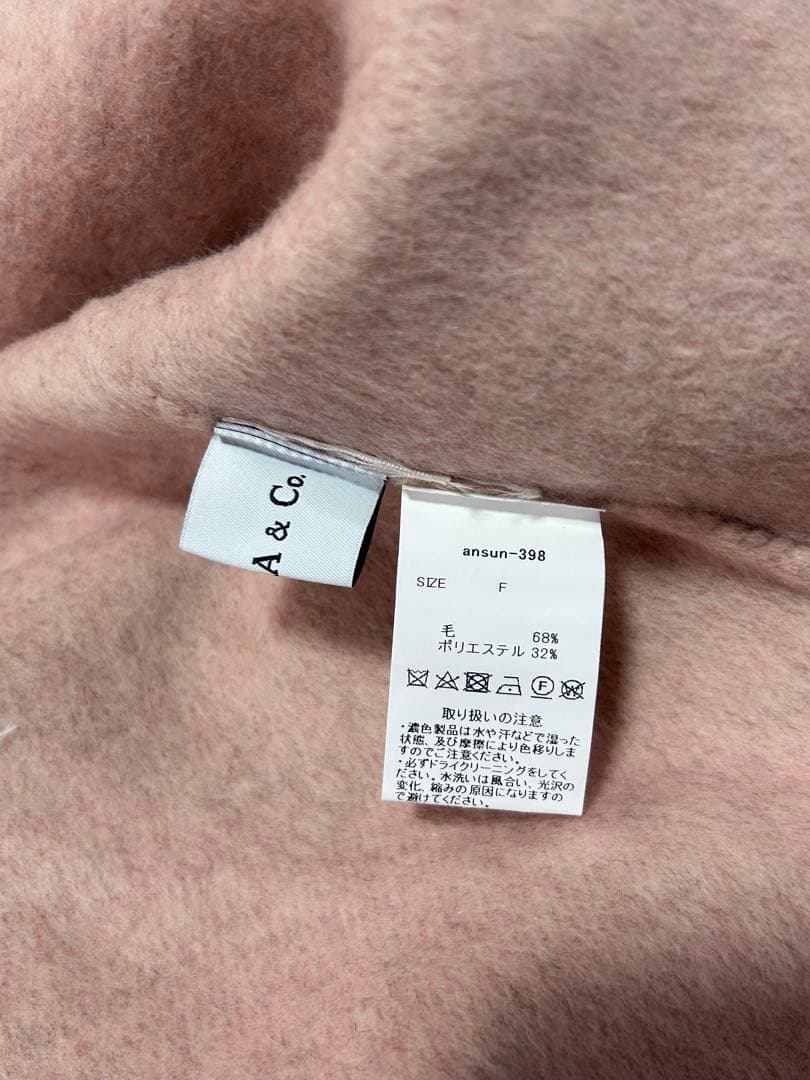 A & Co.
ansun-398
SIZE F
毛 68%
ポリエステル 32%
F
W
取り扱いの注意
・濃色製品は水や汗などで湿った
状態、及び摩擦により色移りしま
すのでご注意ください。
・必ずドライクリーニングをしてく
ださい。水洗いは風合い、光沢の
変化、縮みの原因になりますの
で避けてください。